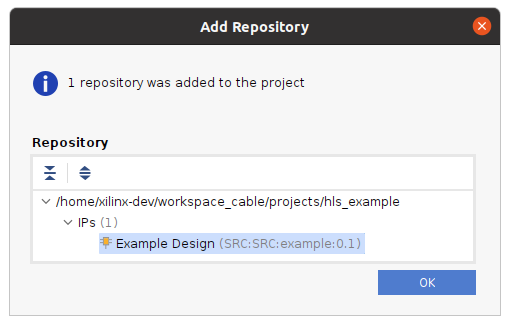 Add Repository
1 repository was added to the project
Repository
/home/xilinx-dev/workspace_cable/projects/hls_example
IPs (1)
Example Design (SRC:SRC:example:0.1)
OK